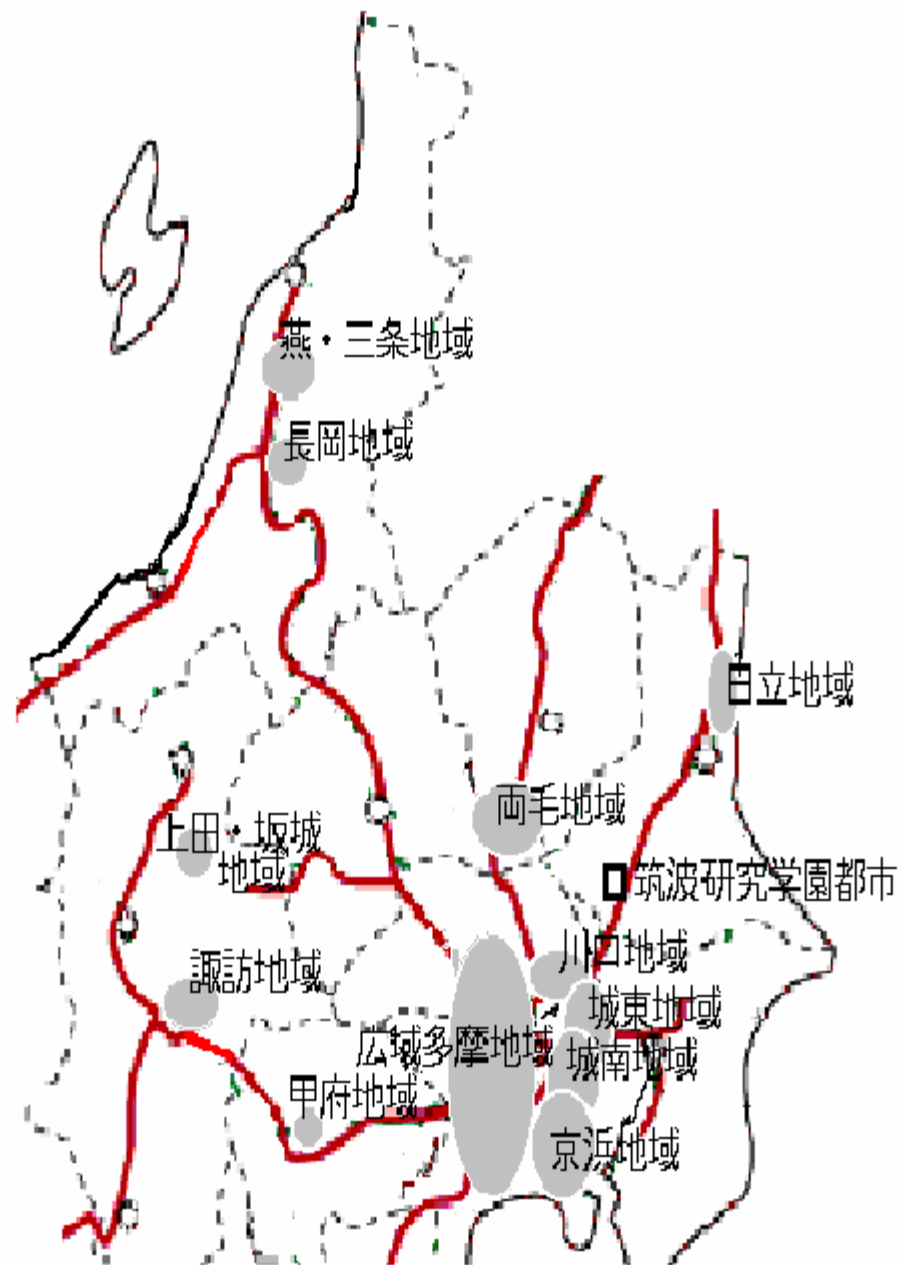 燕・三条地域
長岡地域
日立地域
両毛地域
上田・坂城
地域
筑波研究学園都市
川口地域
諏訪地域
城東地域
広域多摩地域
城南地域
甲府地域
京浜地域